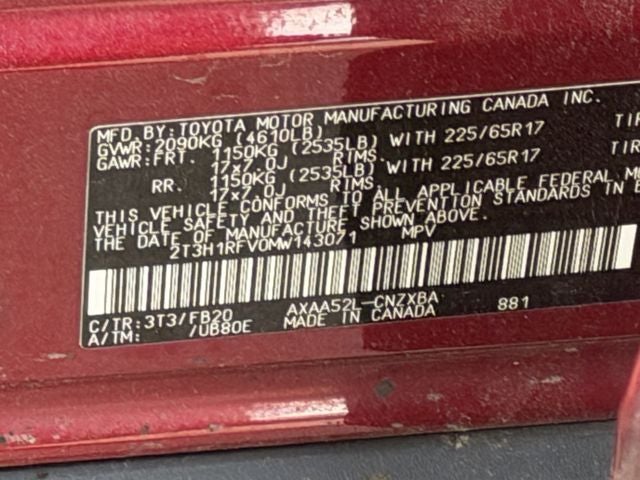 MFD.BY:TOYOTA MOTOR MANUFACTURING CANADA INC.
GVWR:2090KG (4610LB)
GAWR:FRT. 1150KG (2535LB) WITH 225/65R17 TIR
17x7.0J RIMS.
RR. 1150KG (2535LB) WITH 225/65R17 TIR
17x7.0J RIMS.
THIS VEHICLE CONFORMS TO ALL APPLICABLE FEDERAL MO
VEHICLE SAFETY AND THEFT PREVENTION STANDARDS IN E
THE DATE OF MANUFACTURE SHOWN ABOVE.
2T3H1RFV0MW143071 MPV
C/TR:3T3/FB20 AXAA52L-CNZXBA 881
A/TM: /UB80E MADE IN CANADA